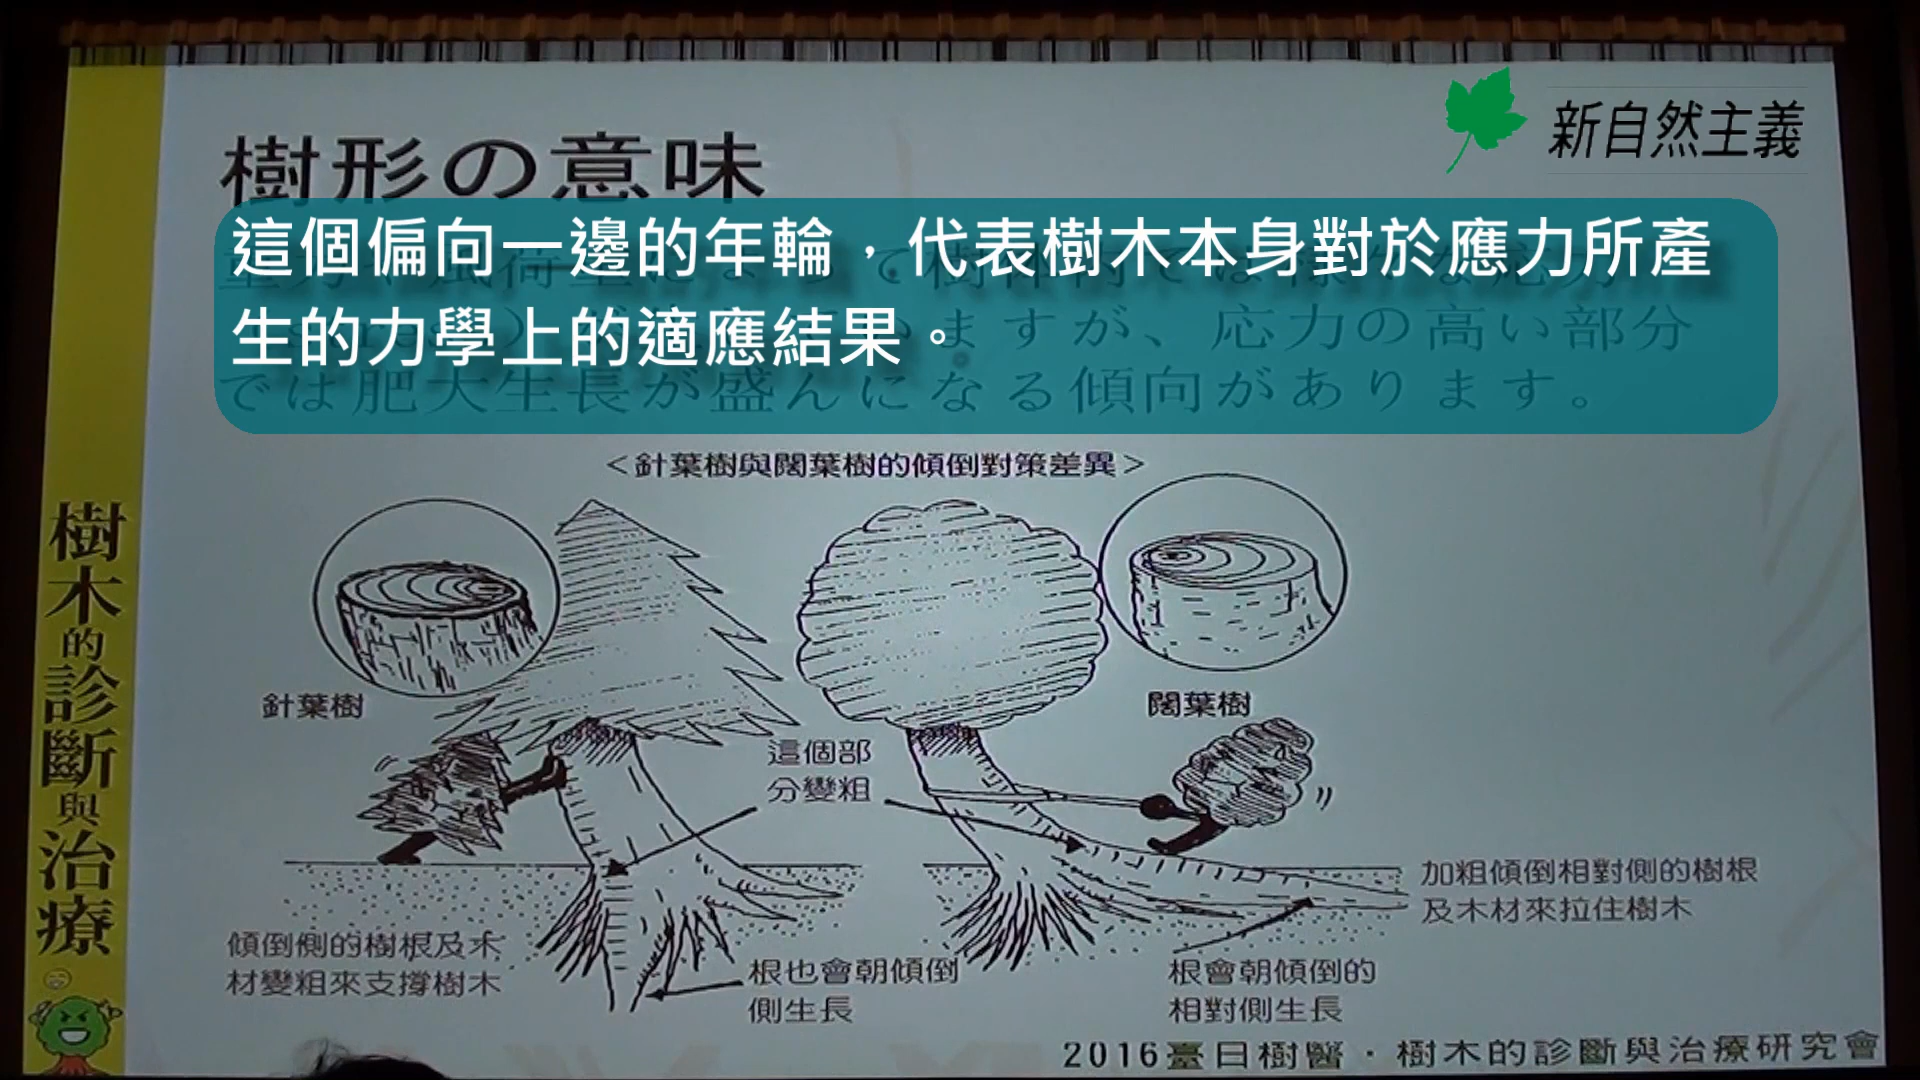 樹形の意味
新自然主義
這個偏向一邊的年輪，代表樹木本身對於應力所產
生的力學上的適應結果。
ますが、応力の高い部分
では肥大生長が盛んになる傾向があります。
＜針葉樹與闊葉樹的傾倒對策差異＞
針葉樹
闊葉樹
這個部
分變粗
加粗傾倒相對側的樹根
及木材來拉住樹木
傾倒側的樹根及木
材變粗來支撐樹木
根也會朝傾倒
側生長
根會朝傾倒的
相對側生長
樹木的診斷與治療
2016臺日樹醫・樹木的診斷與治療研究會